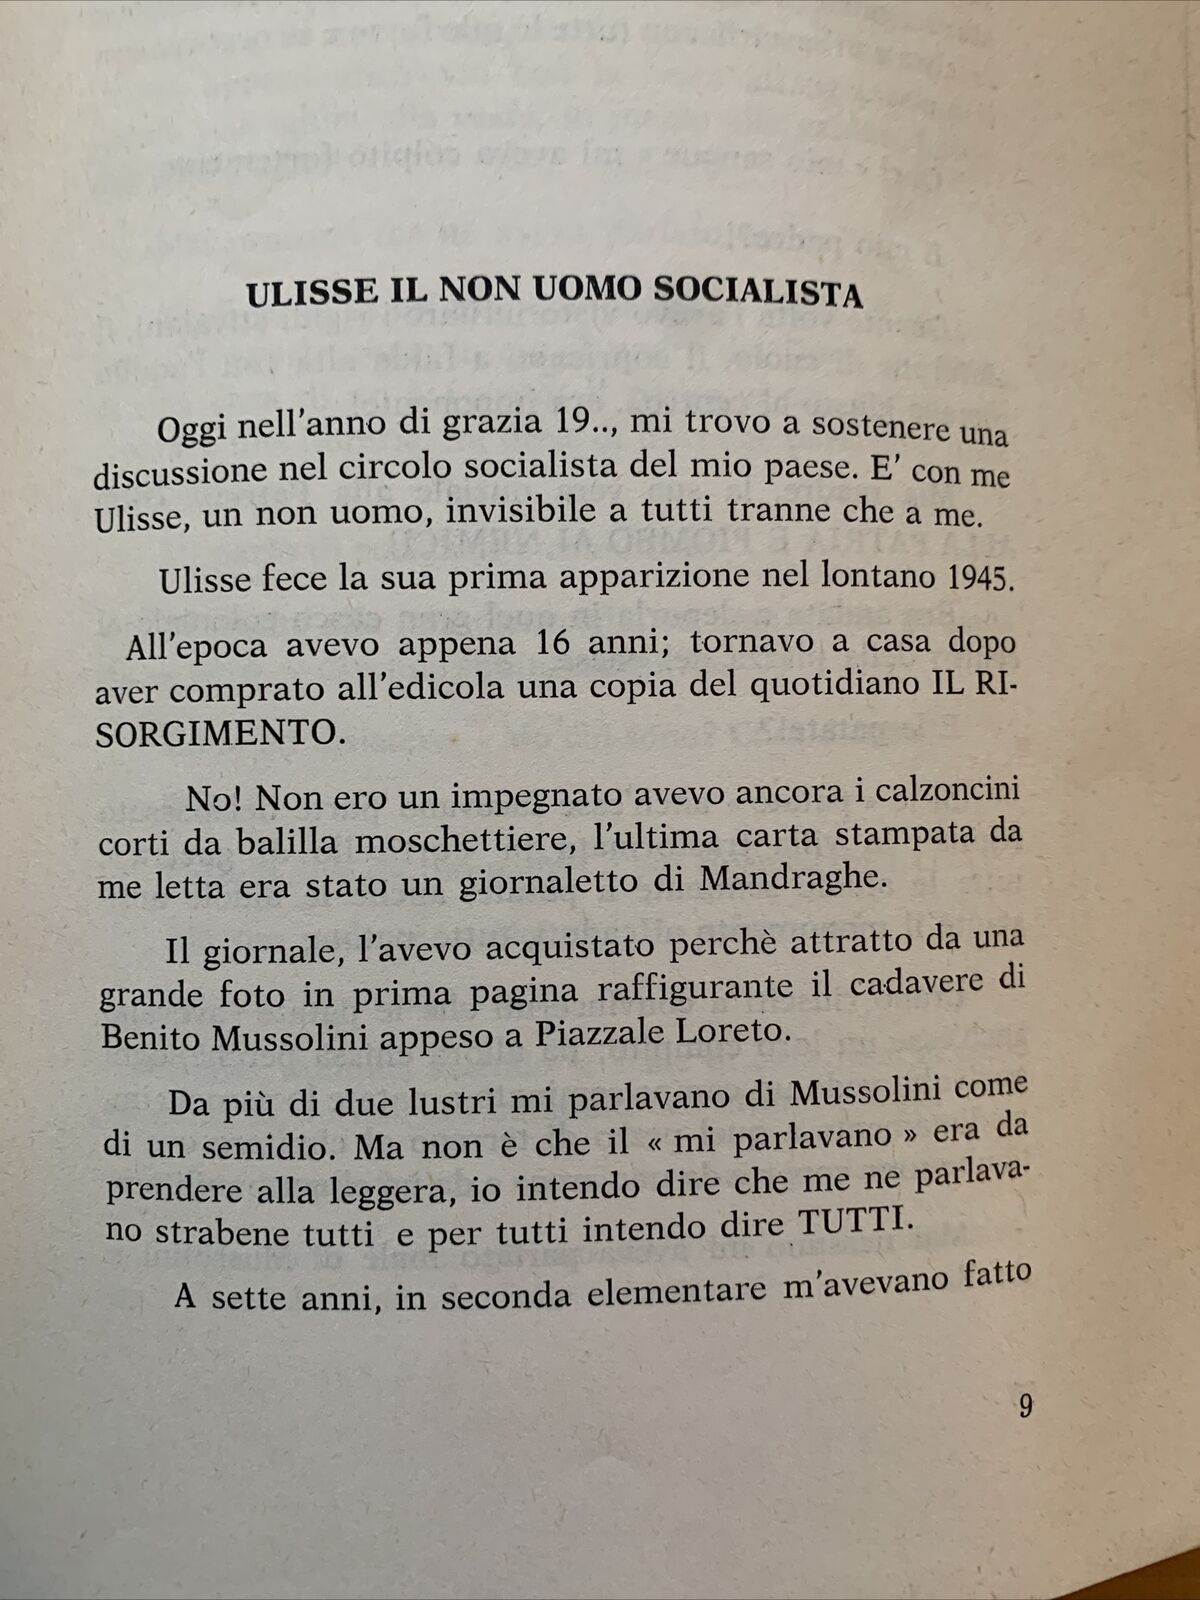 ULISSE IL NON UOMO SOCIALISTA
Oggi nell'anno di grazia 19.., mi trovo a sostenere una
discussione nel circolo socialista del mio paese. E' con me
Ulisse, un non uomo, invisibile a tutti tranne che a me.
Ulisse fece la sua prima apparizione nel lontano 1945.
All'epoca avevo appena 16 anni; tornavo a casa dopo
aver comprato all'edicola una copia del quotidiano IL RI-
SORGIMENTO.
No! Non ero un impegnato avevo ancora i calzoncini
corti da balilla moschettiere, l'ultima carta stampata da
me letta era stato un giornaletto di Mandraghe.
Il giornale, l'avevo acquistato perchè attratto da una
grande foto in prima pagina raffigurante il cadavere di
Benito Mussolini appeso a Piazzale Loreto.
Da più di due lustri mi parlavano di Mussolini come
di un semidio. Ma non è che il « mi parlavano » era da
prendere alla leggera, io intendo dire che me ne parlava-
no strabene tutti e per tutti intendo dire TUTTI.
A sette anni, in seconda elementare m'avevano fatto
9